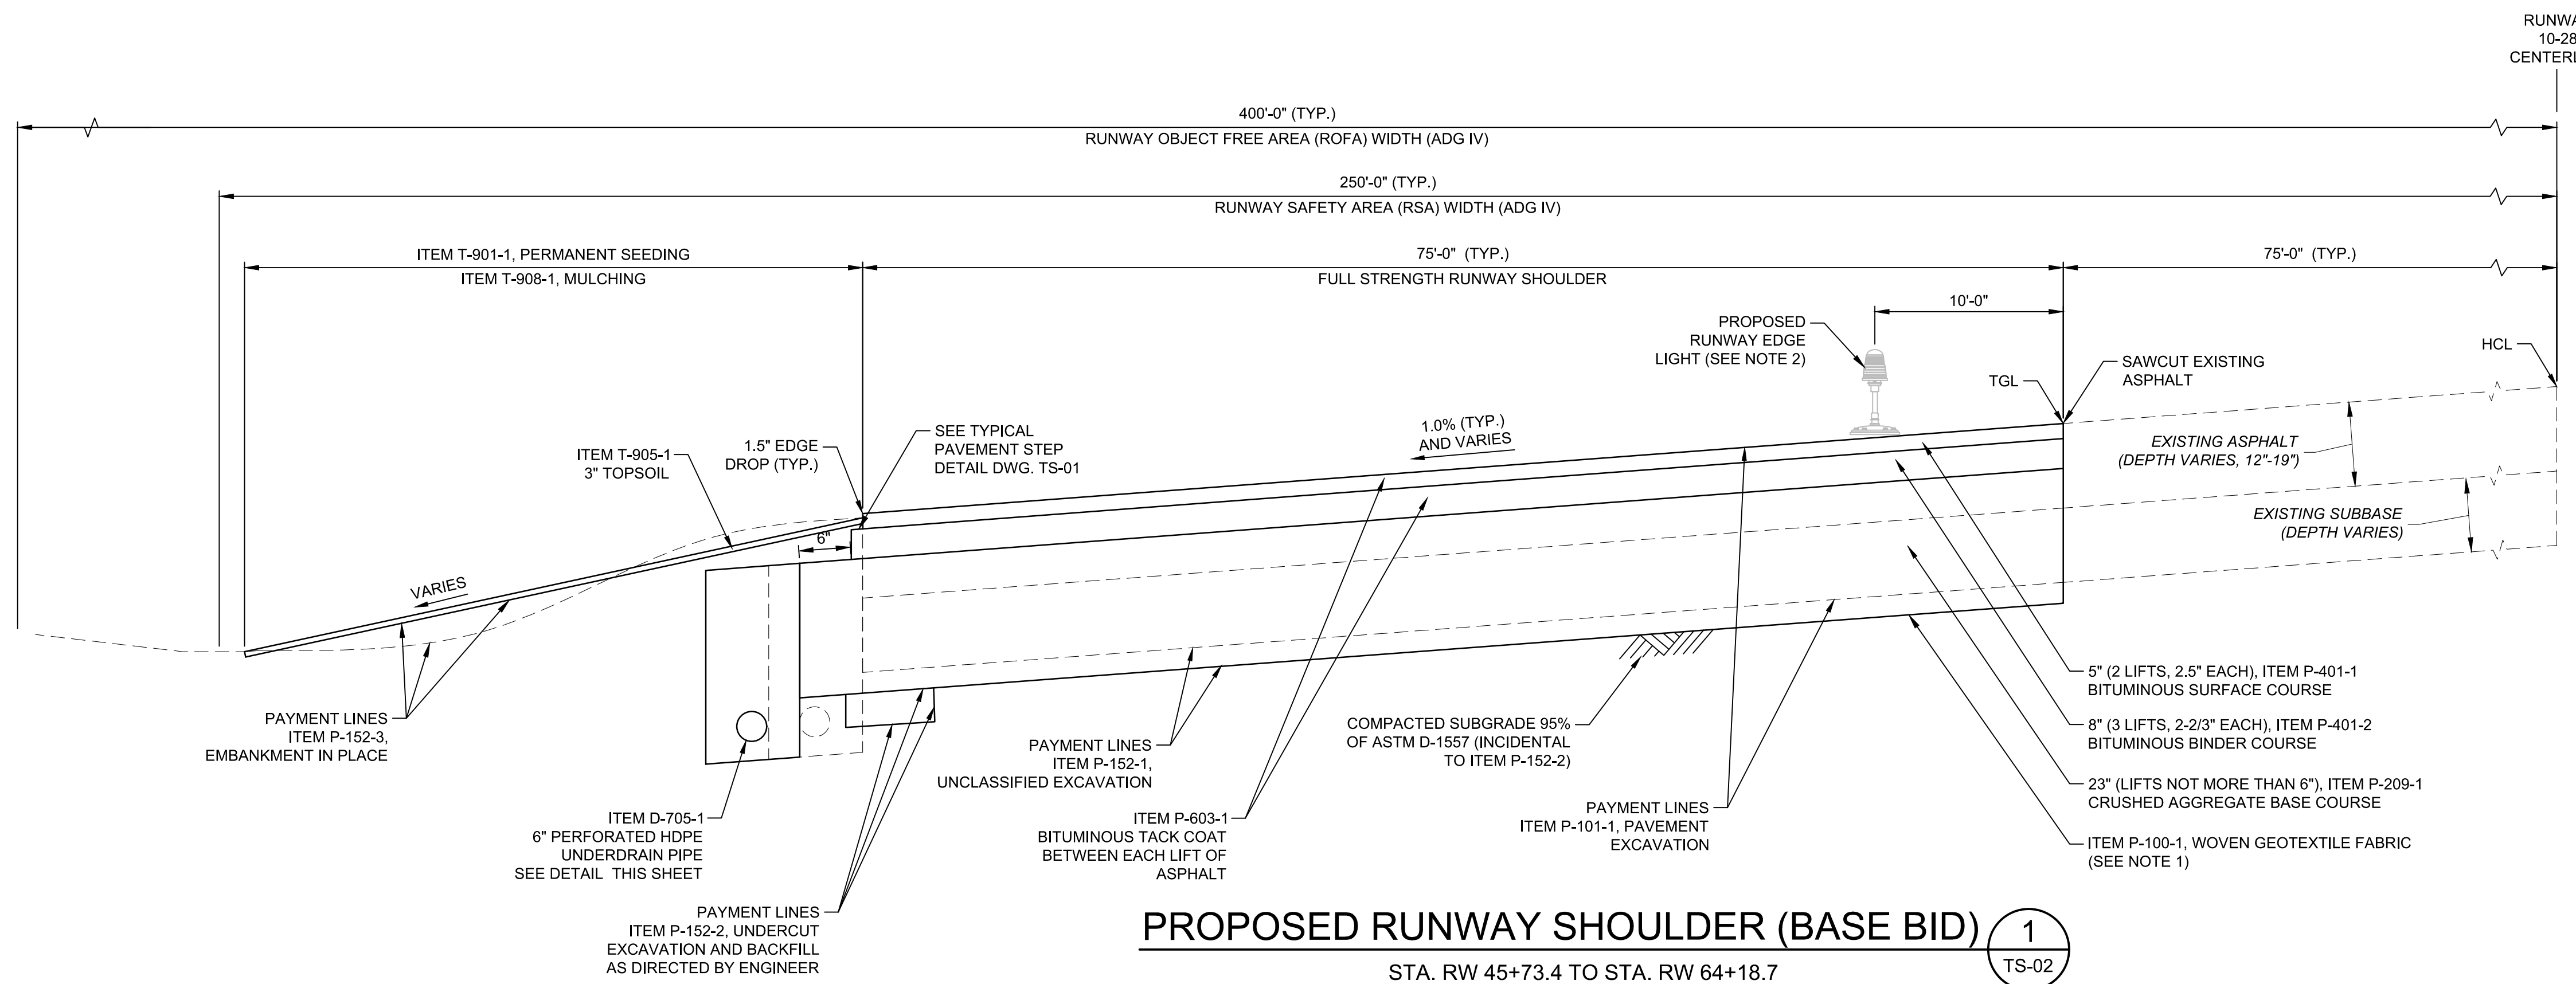 RUNWA
10-28
CENTERL
400'-0" (TYP.)
RUNWAY OBJECT FREE AREA (ROFA) WIDTH (ADG IV)
250'-0" (TYP.)
RUNWAY SAFETY AREA (RSA) WIDTH (ADG IV)
ITEM T-901-1, PERMANENT SEEDING
ITEM T-908-1, MULCHING
75'-0" (TYP.)
FULL STRENGTH RUNWAY SHOULDER
75'-0" (TYP.)
10'-0"
PROPOSED
RUNWAY EDGE
LIGHT (SEE NOTE 2)
HCL
TGL
SAWCUT EXISTING
ASPHALT
1.0% (TYP.)
AND VARIES
SEE TYPICAL
PAVEMENT STEP
DETAIL DWG. TS-01
1.5" EDGE
DROP (TYP.)
ITEM T-905-1
3" TOPSOIL
EXISTING ASPHALT
(DEPTH VARIES, 12"-19")
EXISTING SUBBASE
(DEPTH VARIES)
6"
VARIES
PAYMENT LINES
ITEM P-152-3,
EMBANKMENT IN PLACE
ITEM D-705-1
6" PERFORATED HDPE
UNDERDRAIN PIPE
SEE DETAIL THIS SHEET
PAYMENT LINES
ITEM P-152-2, UNDERCUT
EXCAVATION AND BACKFILL
AS DIRECTED BY ENGINEER
PAYMENT LINES
ITEM P-152-1,
UNCLASSIFIED EXCAVATION
ITEM P-603-1
BITUMINOUS TACK COAT
BETWEEN EACH LIFT OF
ASPHALT
COMPACTED SUBGRADE 95%
OF ASTM D-1557 (INCIDENTAL
TO ITEM P-152-2)
PAYMENT LINES
ITEM P-101-1, PAVEMENT
EXCAVATION
5" (2 LIFTS, 2.5" EACH), ITEM P-401-1
BITUMINOUS SURFACE COURSE
8" (3 LIFTS, 2-2/3" EACH), ITEM P-401-2
BITUMINOUS BINDER COURSE
23" (LIFTS NOT MORE THAN 6"), ITEM P-209-1
CRUSHED AGGREGATE BASE COURSE
ITEM P-100-1, WOVEN GEOTEXTILE FABRIC
(SEE NOTE 1)
PROPOSED RUNWAY SHOULDER (BASE BID)
1
TS-02
STA. RW 45+73.4 TO STA. RW 64+18.7